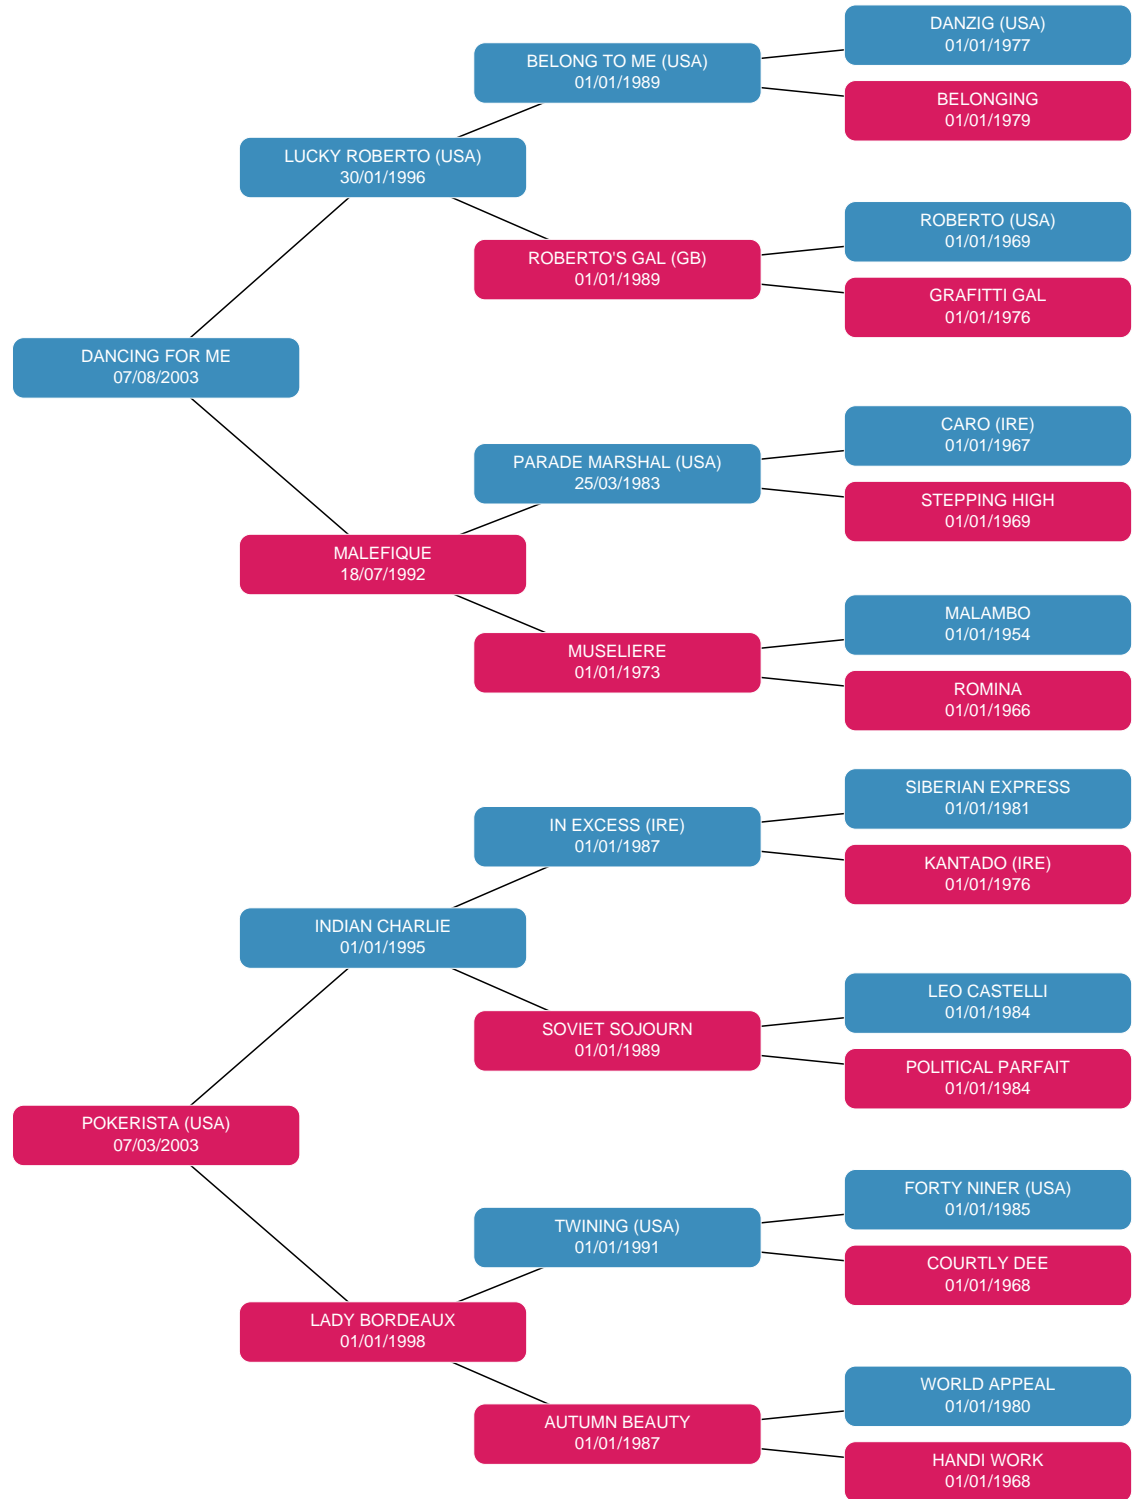 DANZIG (USA)
01/01/1977
BELONG TO ME (USA)
01/01/1989
BELONGING
01/01/1979
LUCKY ROBERTO (USA)
30/01/1996
ROBERTO (USA)
01/01/1969
ROBERTO'S GAL (GB)
01/01/1989
GRAFITTI GAL
01/01/1976
DANCING FOR ME
07/08/2003
CARO (IRE)
01/01/1967
PARADE MARSHAL (USA)
25/03/1983
STEPPING HIGH
01/01/1969
MALEFIQUE
18/07/1992
MALAMBO
01/01/1954
MUSELIERE
01/01/1973
ROMINA
01/01/1966
SIBERIAN EXPRESS
01/01/1981
IN EXCESS (IRE)
01/01/1987
KANTADO (IRE)
01/01/1976
INDIAN CHARLIE
01/01/1995
LEO CASTELLI
01/01/1984
SOVIET SOJOURN
01/01/1989
POLITICAL PARFAIT
01/01/1984
POKERISTA (USA)
07/03/2003
FORTY NINER (USA)
01/01/1985
TWINING (USA)
01/01/1991
COURTLY DEE
01/01/1968
LADY BORDEAUX
01/01/1998
WORLD APPEAL
01/01/1980
AUTUMN BEAUTY
01/01/1987
HANDI WORK
01/01/1968